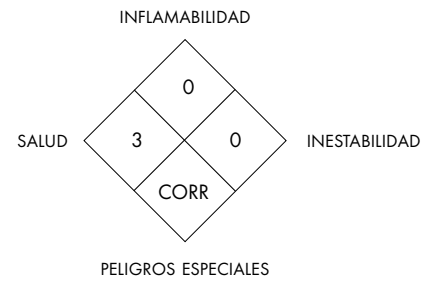 INFLAMABILIDAD
0
SALUD 3 0 INESTABILIDAD
CORR
PELIGROS ESPECIALES